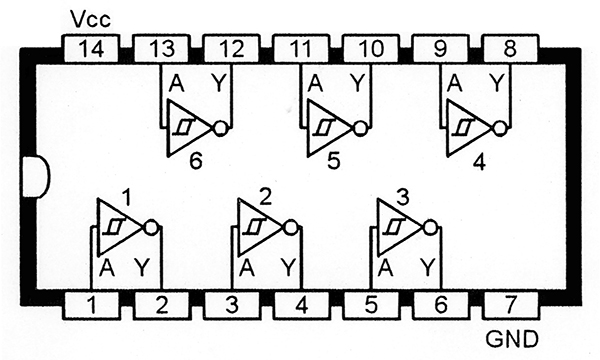 Vcc
14 13 12 11 10 9 8
A Y A Y A Y
6 5 4
1 2 3
A Y A Y A Y
1 2 3 4 5 6 7
GND